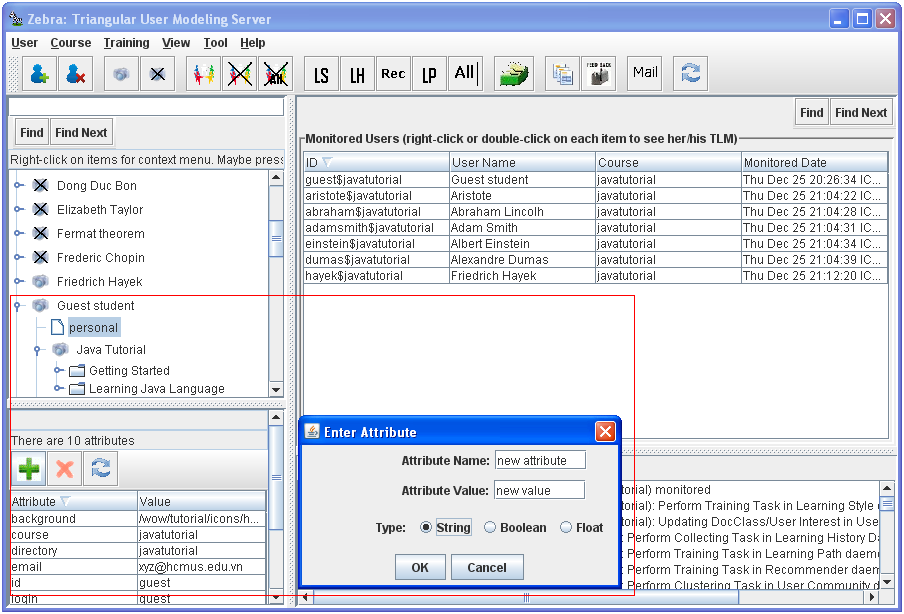 Zebra: Triangular User Modeling Server
User Course Training View Tool Help
LS LH Rec LP All FEED BACK Mail
Find Find Next
Right-click on items for context menu. Maybe press
Dong Duc Bon
Elizabeth Taylor
Fermat theorem
Frederic Chopin
Friedrich Hayek
Guest student
personal
Java Tutorial
Getting Started
Learning Java Language
There are 10 attributes
Attribute Value
background /wow/tutorial/icons/h...
course javatutorial
directory javatutorial
email xyz@hcmus.edu.vn
id guest
login guest
Find Find Next
Monitored Users (right-click or double-click on each item to see her/his TLM)
ID User Name Course Monitored Date
guest$javatutorial Guest student javatutorial Thu Dec 25 20:26:34 IC...
aristote$javatutorial Aristote javatutorial Thu Dec 25 21:04:22 IC...
abraham$javatutorial Abraham Lincolh javatutorial Thu Dec 25 21:04:28 IC...
adamsmith$javatutorial Adam Smith javatutorial Thu Dec 25 21:04:31 IC...
einstein$javatutorial Albert Einstein javatutorial Thu Dec 25 21:04:34 IC...
dumas$javatutorial Alexandre Dumas javatutorial Thu Dec 25 21:04:39 IC...
hayek$javatutorial Friedrich Hayek javatutorial Thu Dec 25 21:12:20 IC...
Enter Attribute
Attribute Name: new attribute
Attribute Value: new value
Type: String Boolean Float
OK Cancel
torial) monitored
torial): Perform Training Task in Learning Style
torial): Updating DocClass/User Interest in Use
: Perform Collecting Task in Learning History Da
: Perform Training Task in Learning Path daem
: Perform Training Task in Recommender daem
: Perform Clustering Task in User Community d